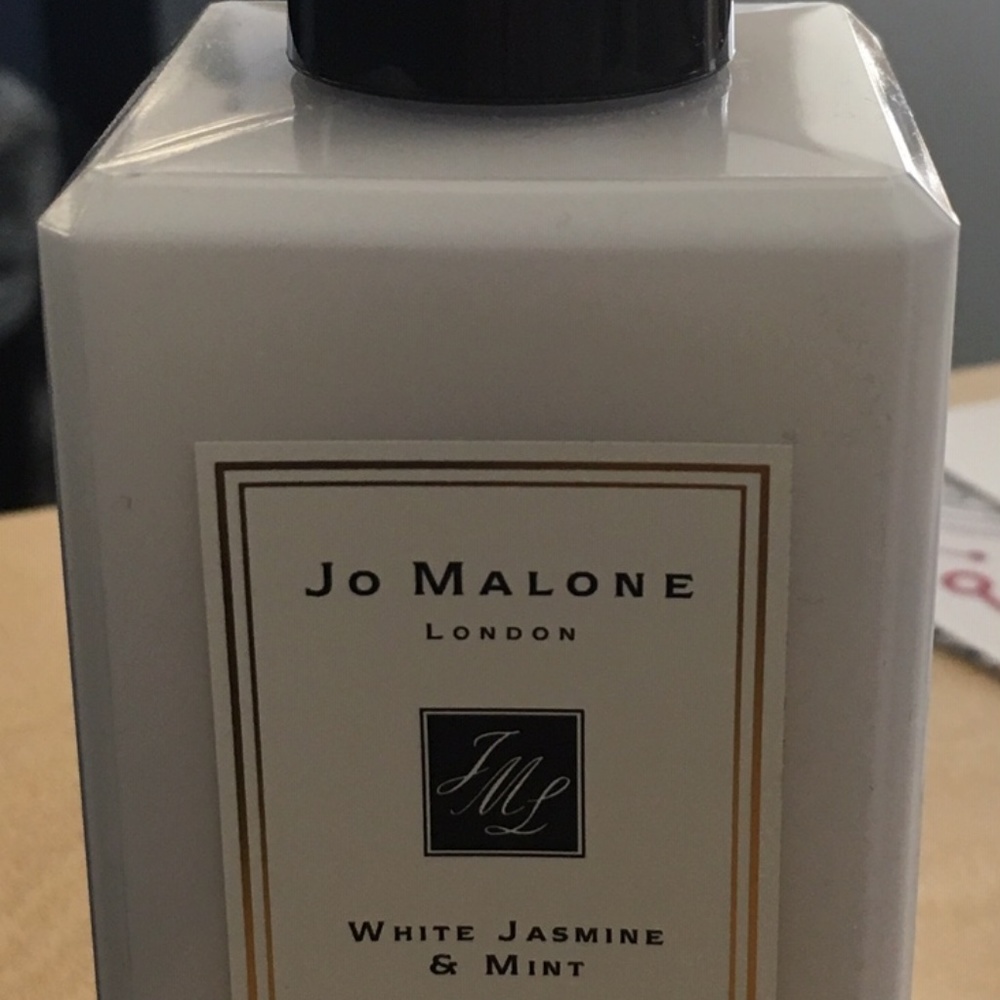 Jo Malone
London
JML
White Jasmine
& Mint